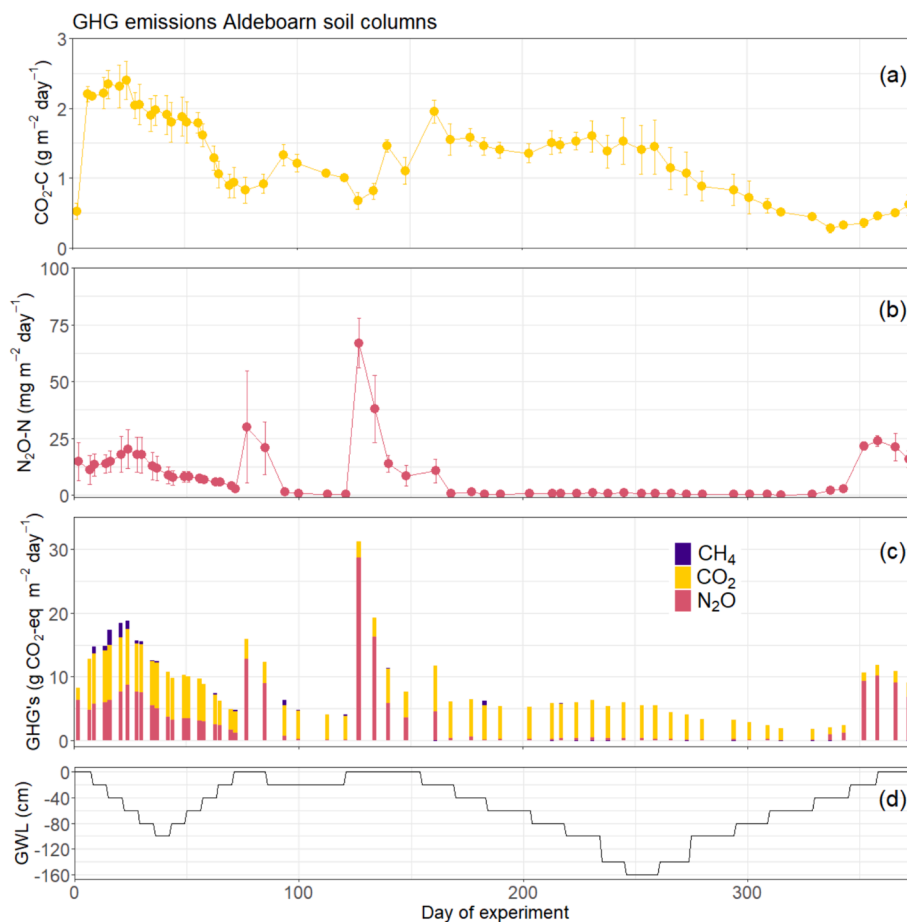 GHG emissions Aldeboarn soil columns
CO₂-C (g m⁻² day⁻¹)
3
2
1
0
(a)
N₂O-N (mg m⁻² day⁻¹)
100
75
50
25
0
(b)
GHG's (g CO₂-eq m⁻² day⁻¹)
30
20
10
0
(c)
CH₄
CO₂
N₂O
GWL (cm)
0
-40
-80
-120
-160
(d)
0 100 200 300
Day of experiment